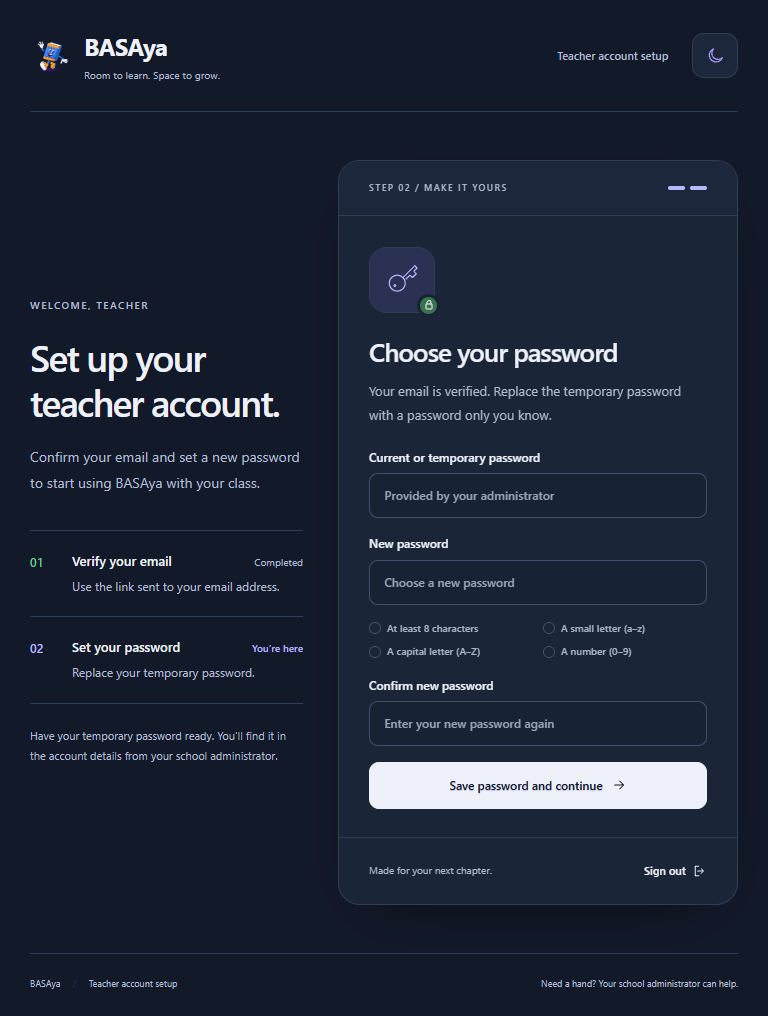 BASAya
Room to learn. Space to grow.
Teacher account setup
WELCOME, TEACHER
Set up your
teacher account.
Confirm your email and set a new password
to start using BASAya with your class.
01 Verify your email Completed
Use the link sent to your email address.
02 Set your password You're here
Replace your temporary password.
Have your temporary password ready. You'll find it in
the account details from your school administrator.
STEP 02 / MAKE IT YOURS
Choose your password
Your email is verified. Replace the temporary password
with a password only you know.
Current or temporary password
Provided by your administrator
New password
Choose a new password
At least 8 characters A small letter (a–z)
A capital letter (A–Z) A number (0–9)
Confirm new password
Enter your new password again
Save password and continue →
Made for your next chapter. Sign out
BASAya / Teacher account setup Need a hand? Your school administrator can help.